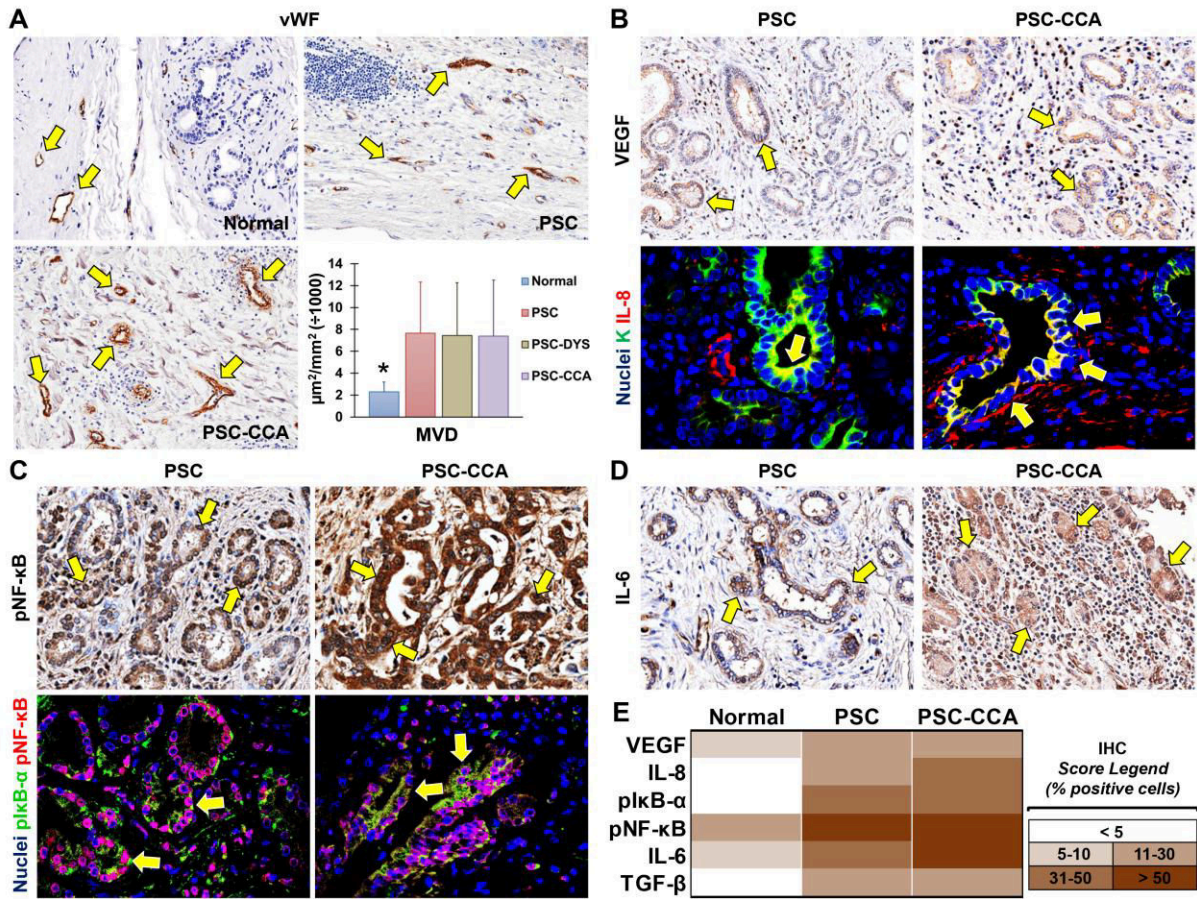 A
vWF
Normal
PSC
PSC-CCA
µm²/mm² (÷1000)
14
12
10
8
6
4
2
0
*
MVD
Normal
PSC
PSC-DYS
PSC-CCA
B
PSC
PSC-CCA
VEGF
Nuclei K IL-8
C
PSC
PSC-CCA
pNF-κB
Nuclei pIκB-α pNF-κB
D
PSC
PSC-CCA
IL-6
E
Normal
PSC
PSC-CCA
VEGF
IL-8
pIκB-α
pNF-κB
IL-6
TGF-β
IHC
Score Legend
(% positive cells)
< 5
5-10
11-30
31-50
> 50